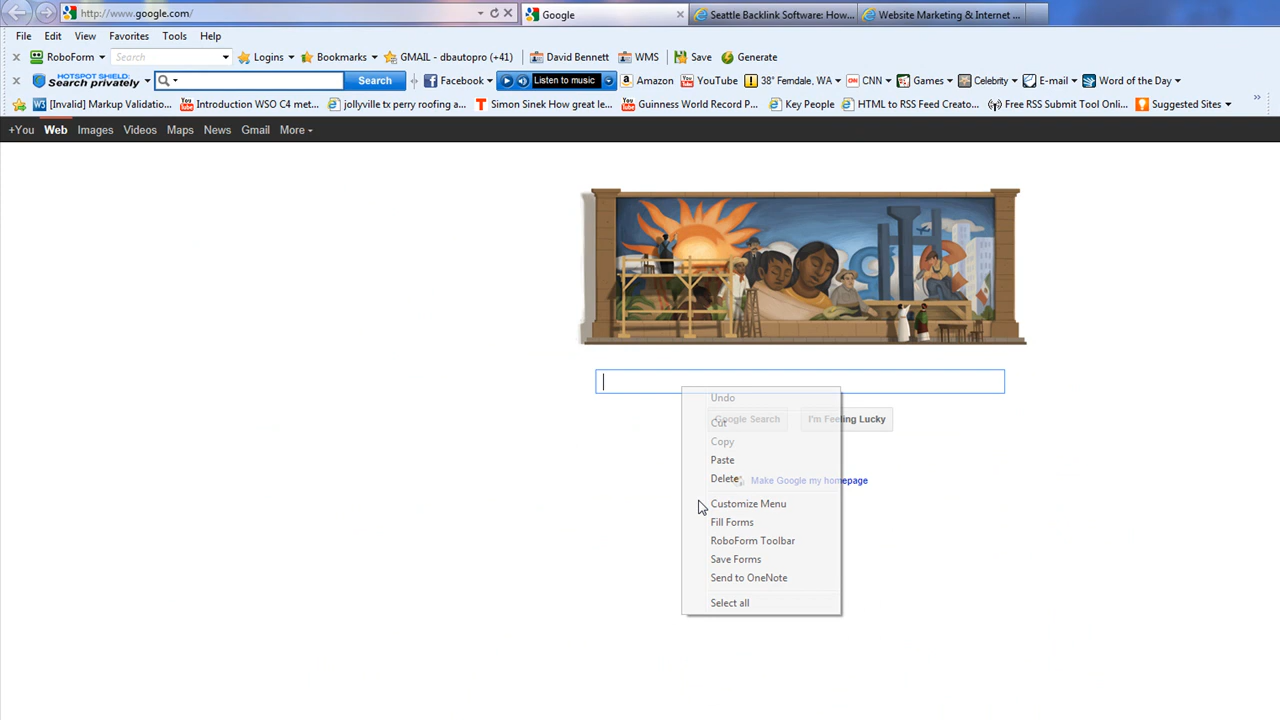 http://www.google.com/
Google
Seattle Backlink Software: How...
Website Marketing & Internet ...
File Edit View Favorites Tools Help
RoboForm Search Logins Bookmarks GMAIL - dbautopro (+41) David Bennett WMS Save Generate
HOTSPOT SHIELD: Search privately Search Facebook Listen to music Amazon YouTube 38° Ferndale, WA CNN Games Celebrity E-mail Word of the Day
[Invalid] Markup Validatio... Introduction WSO C4 met... jollyville tx perry roofing a... Simon Sinek How great le... Guinness World Record P... Key People HTML to RSS Feed Creato... Free RSS Submit Tool Onli... Suggested Sites
+You Web Images Videos Maps News More
Undo
Google Search I'm Feeling Lucky
Cut
Copy
Paste
Delete
Make Google my homepage
Customize Menu
Fill Forms
RoboForm Toolbar
Save Forms
Send to OneNote
Select all